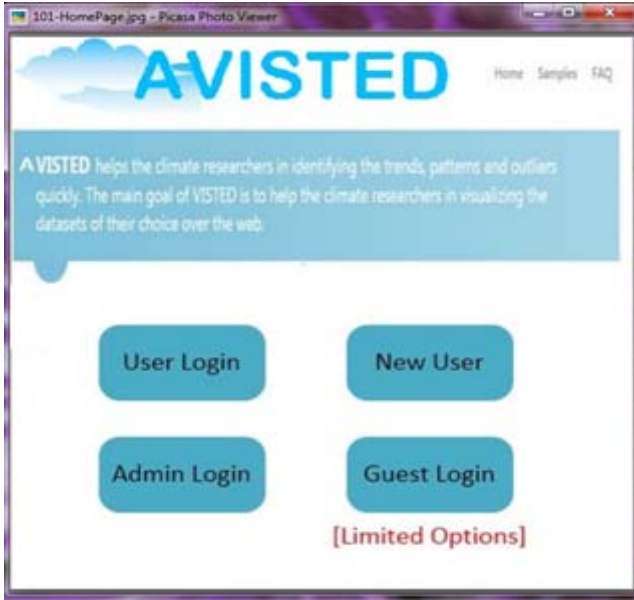 101-HomePage.jpg - Picasa Photo Viewer
AVISTED
Home Samples FAQ
AVISTED helps the climate researchers in identifying the trends, patterns and outliers
quickly. The main goal of VISTED is to help the climate researchers in visualizing the
datasets of their choice over the web.
User Login
New User
Admin Login
Guest Login
[Limited Options]